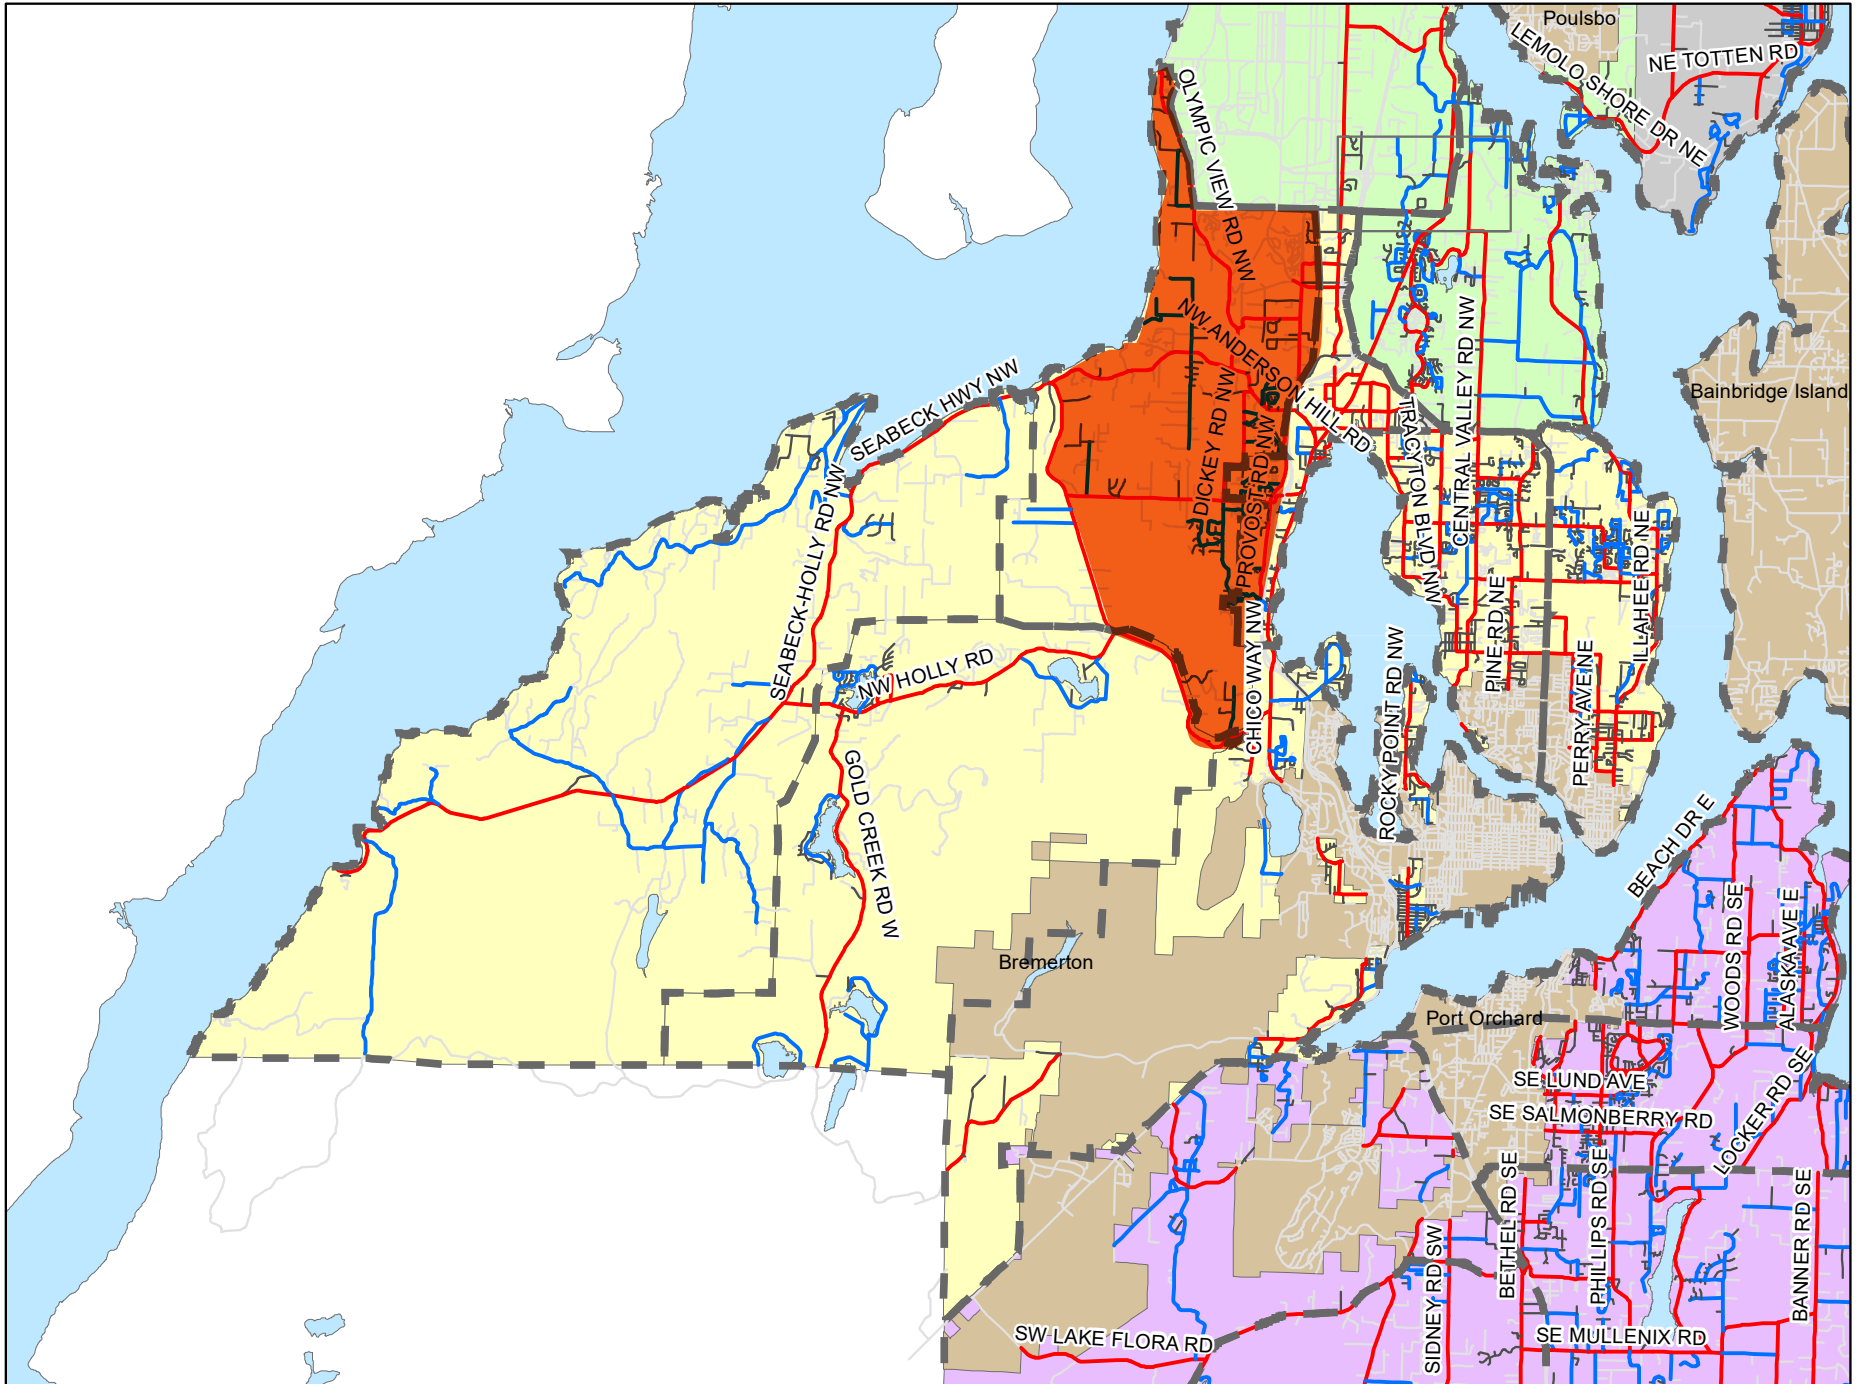 Poulsbo
LEMOLO SHORE DR NE
NE TOTTEN RD
OLYMPIC VIEW RD NW
NW ANDERSON HILL RD
SEABECK HWY NW
DICKEY RD NW
PROVOST RD NW
TRACYTON BLVD NW
CENTRAL VALLEY RD NW
Bainbridge Island
SEABECK-HOLLY RD NW
NW HOLLY RD
CHICO WAY NW
ROCKY POINT RD NW
PINE RD NE
PERRY AVENE
ILLAHEE RD NE
GOLD CREEK RD W
BEACH DR E
WOODS RD SE
ALASKA AVE E
Bremerton
Port Orchard
SE LUND AVE
SE SALMONBERRY RD
LOCKER RD SE
BETHEL RD SE
PHILLIPS RD SE
SIDNEY RD SW
BANNER RD SE
SW LAKE FLORA RD
SE MULLENIX RD